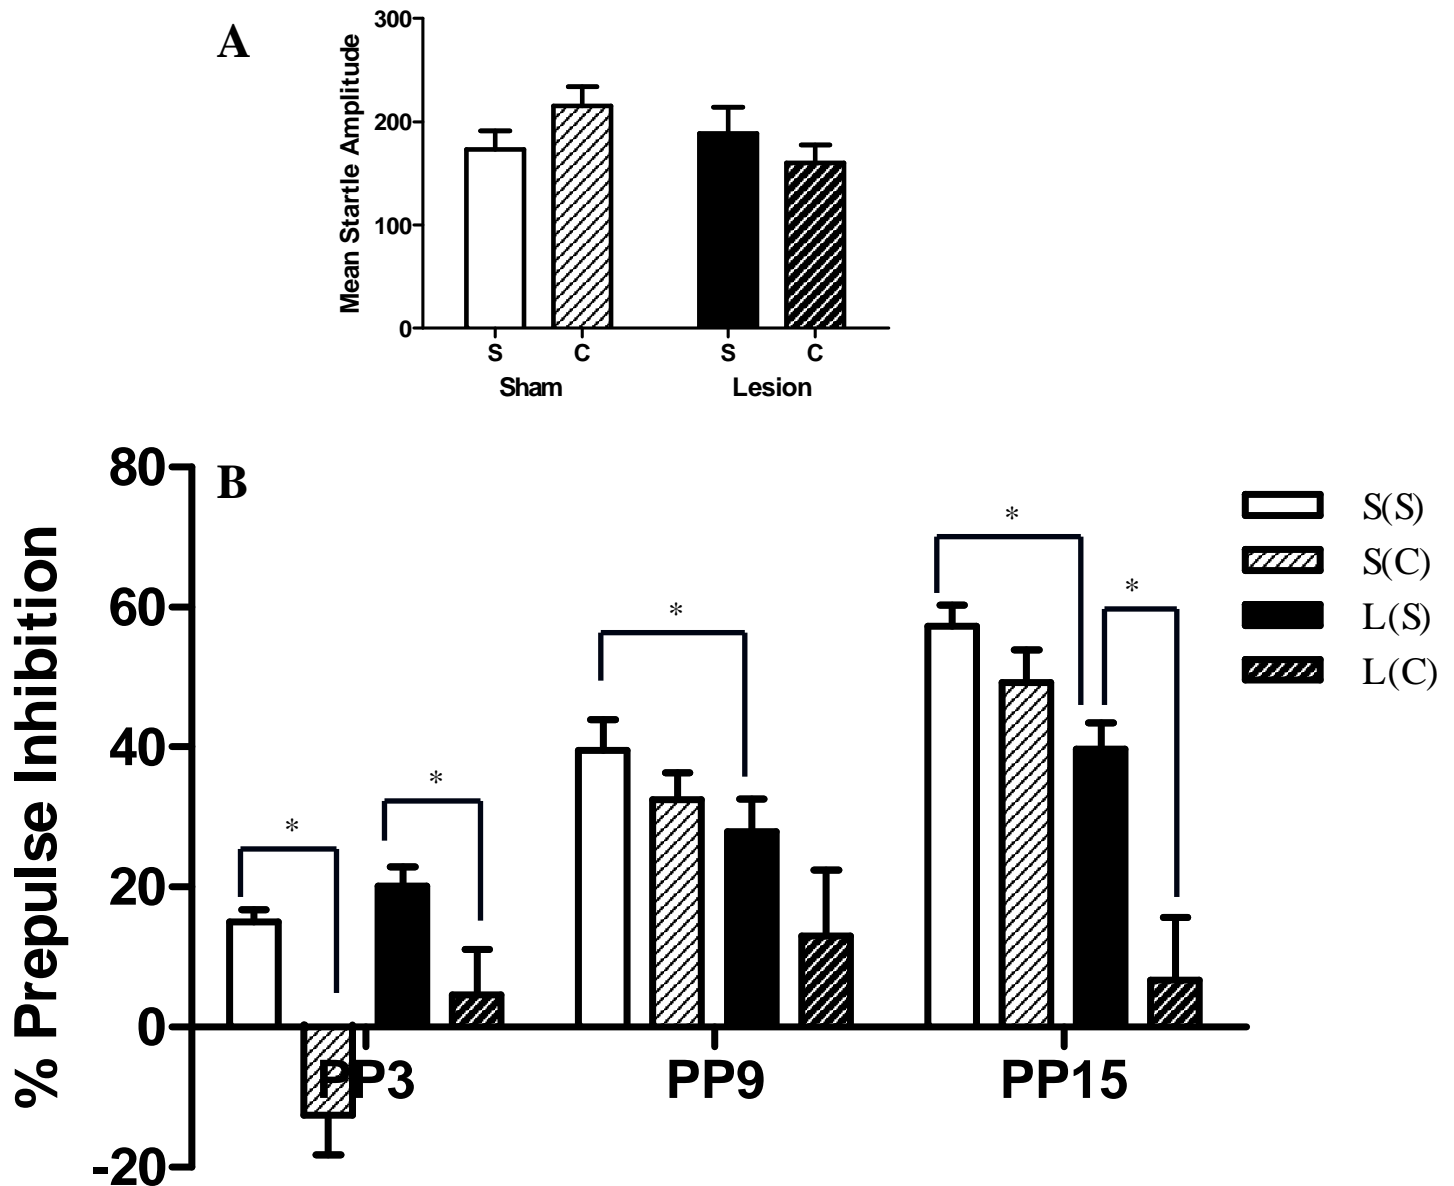 A
Mean Startle Amplitude
300
200
100
0
S C S C
Sham Lesion
B
% Prepulse Inhibition
80
60
40
20
0
-20
* * * * *
PP3 PP9 PP15
S(S)
S(C)
L(S)
L(C)